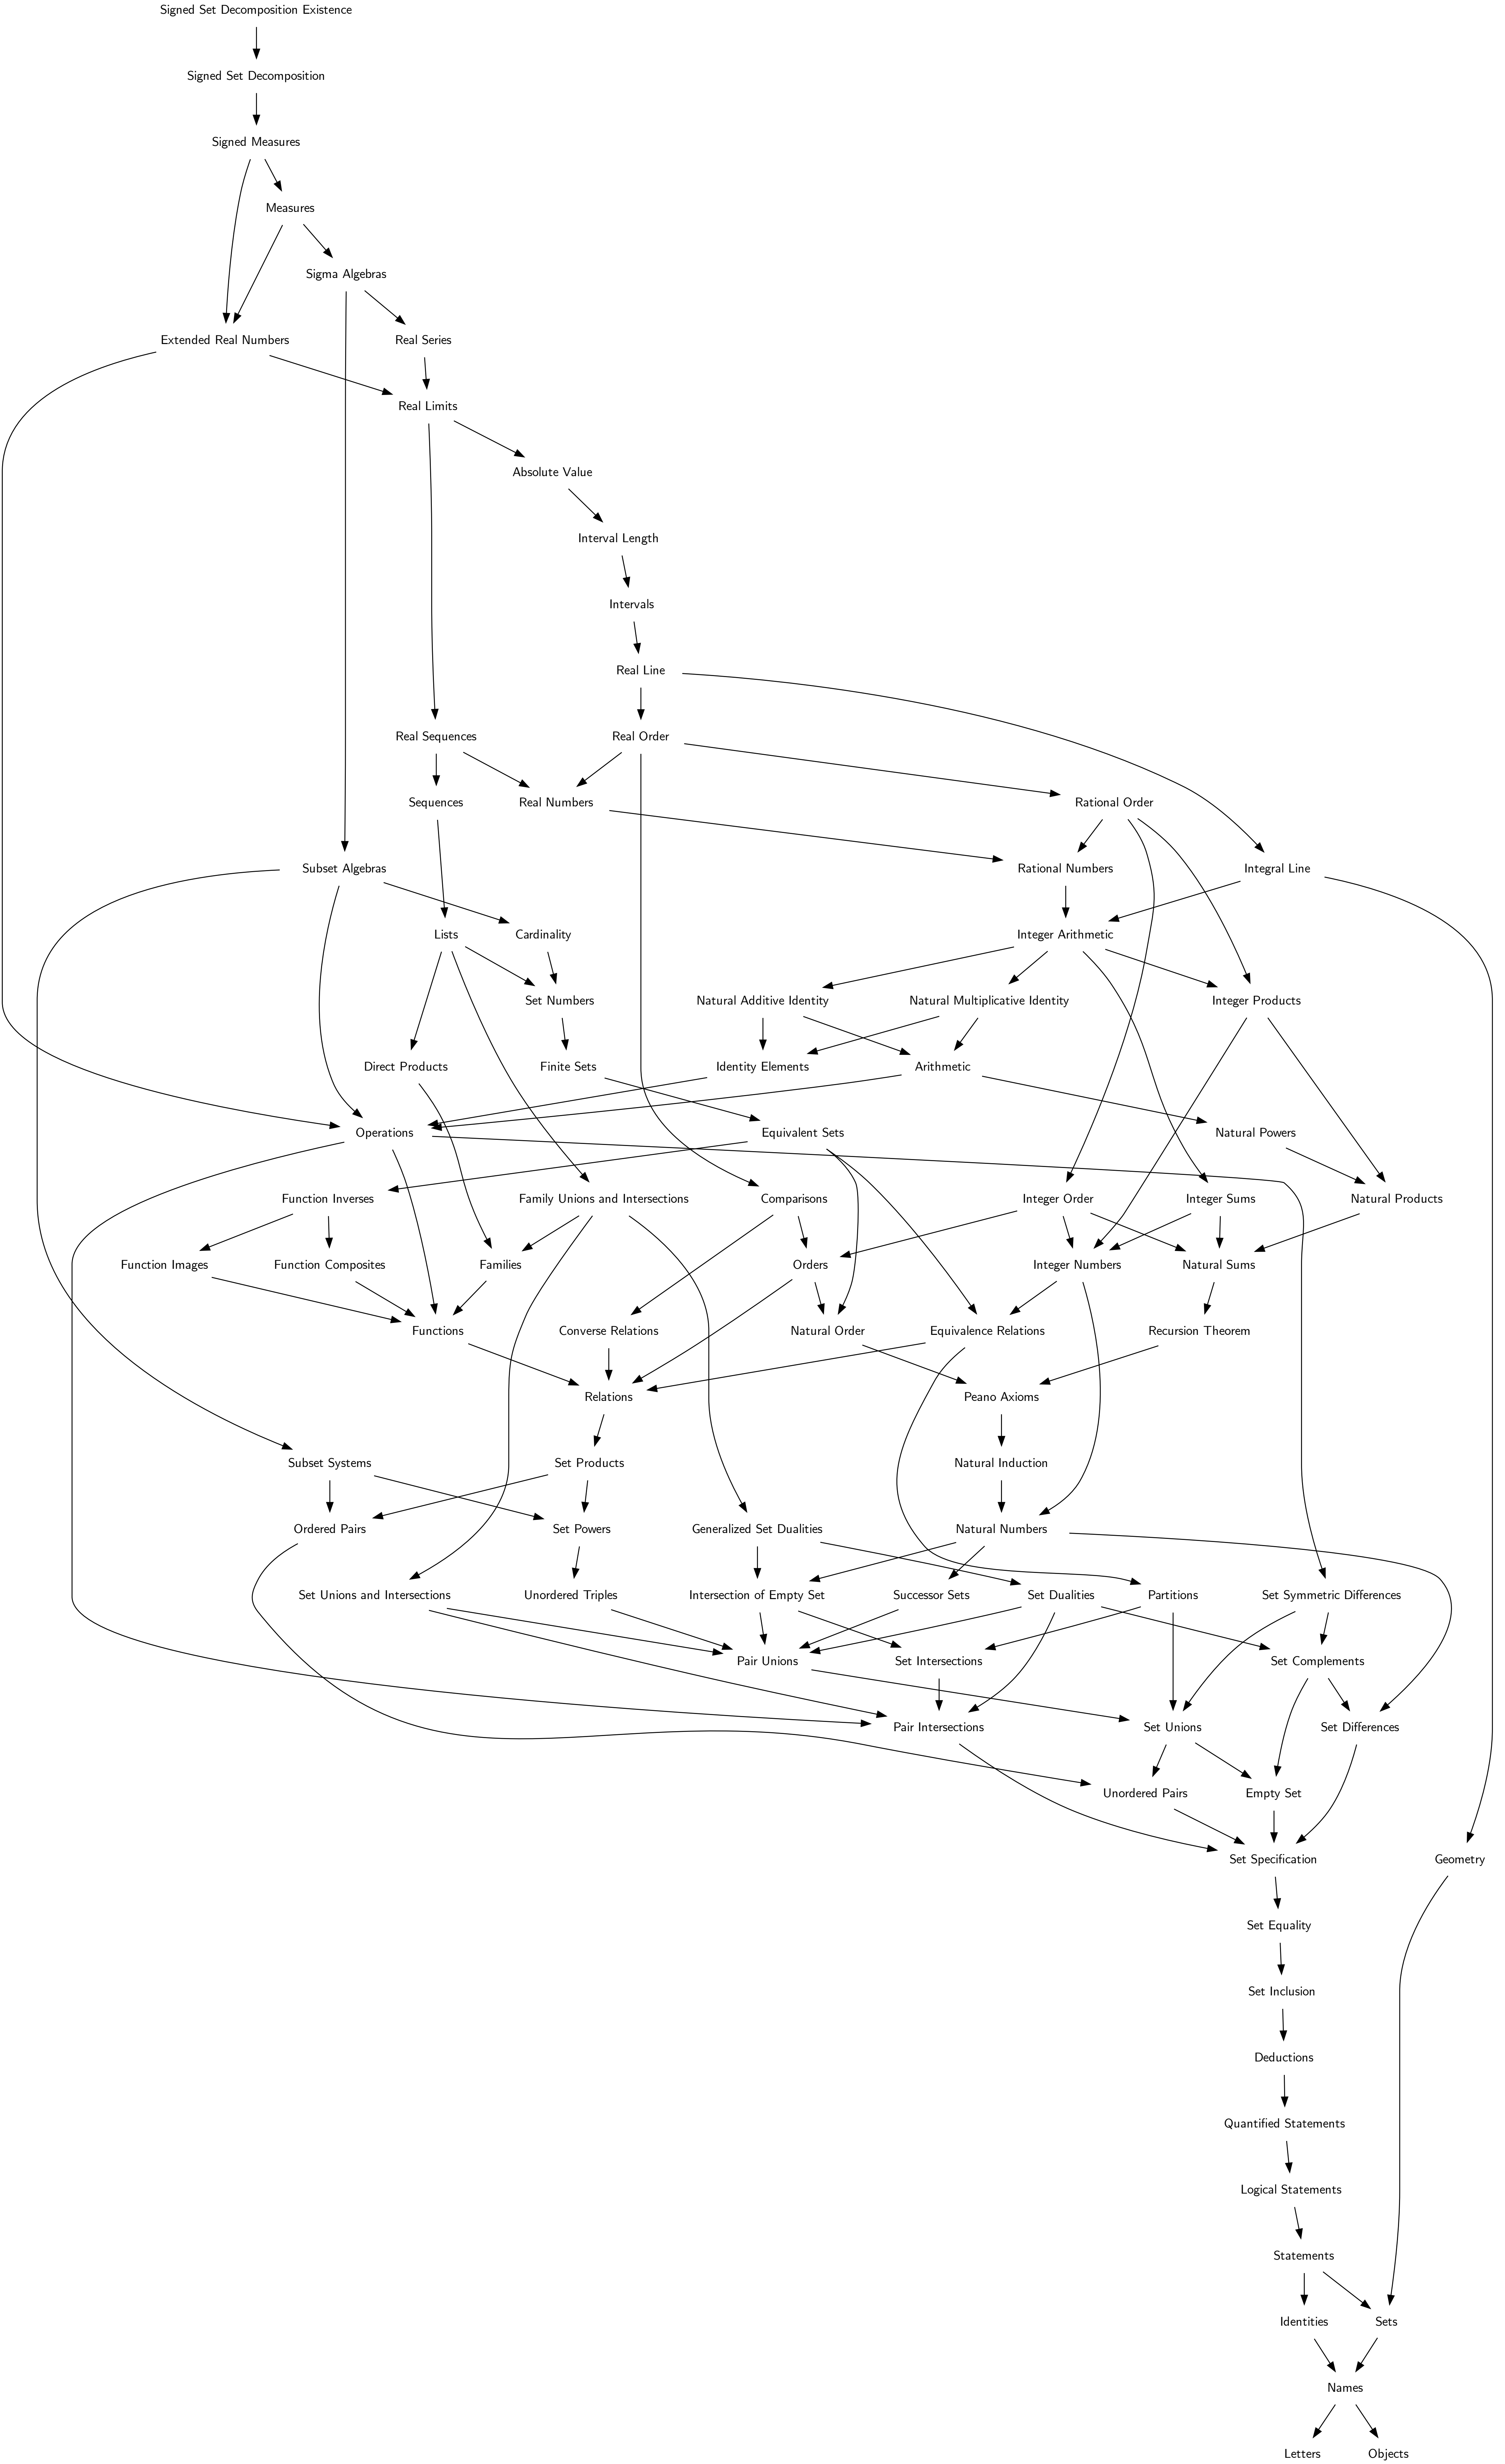 Signed Set Decomposition Existence
Signed Set Decomposition
Signed Measures
Measures
Sigma Algebras
Extended Real Numbers
Real Series
Real Limits
Absolute Value
Interval Length
Intervals
Real Line
Real Sequences
Real Order
Sequences
Real Numbers
Rational Order
Subset Algebras
Rational Numbers
Integral Line
Lists
Cardinality
Integer Arithmetic
Set Numbers
Natural Additive Identity
Natural Multiplicative Identity
Integer Products
Direct Products
Finite Sets
Identity Elements
Arithmetic
Operations
Equivalent Sets
Natural Powers
Function Inverses
Family Unions and Intersections
Comparisons
Integer Order
Integer Sums
Natural Products
Function Images
Function Composites
Families
Orders
Integer Numbers
Natural Sums
Functions
Converse Relations
Natural Order
Equivalence Relations
Recursion Theorem
Relations
Peano Axioms
Subset Systems
Set Products
Natural Induction
Ordered Pairs
Set Powers
Generalized Set Dualities
Natural Numbers
Set Unions and Intersections
Unordered Triples
Intersection of Empty Set
Successor Sets
Set Dualities
Partitions
Set Symmetric Differences
Pair Unions
Set Intersections
Set Complements
Pair Intersections
Set Unions
Set Differences
Unordered Pairs
Empty Set
Set Specification
Geometry
Set Equality
Set Inclusion
Deductions
Quantified Statements
Logical Statements
Statements
Identities
Sets
Names
Letters
Objects